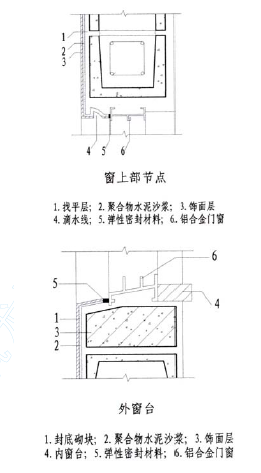 1
2
3
4
5
6
窗上部节点
1.找平层；2.聚合物水泥沙浆；3.饰面层
4.滴水线；5.弹性密封材料；6.铝合金门窗
6
5
4
1
3
2
外窗台
1.封底砌块；2.聚合物水泥沙浆；3.饰面层
4.内窗台；5.弹性密封材料；6.铝合金门窗